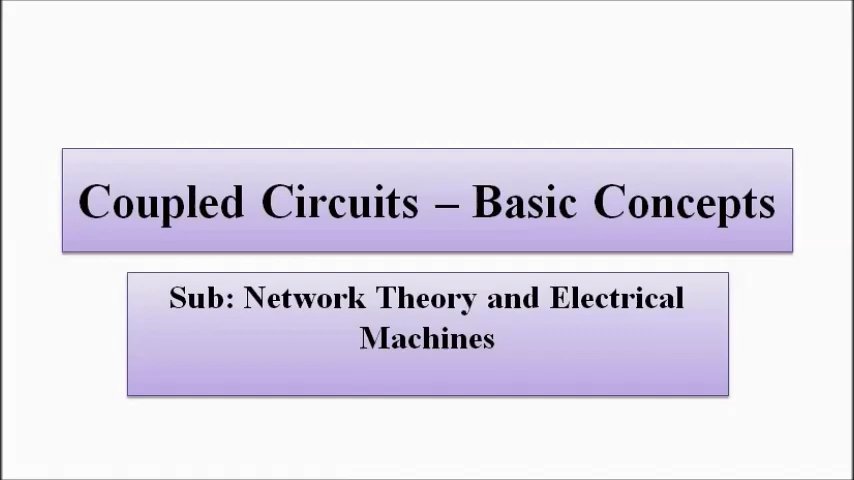 Coupled Circuits – Basic Concepts
Sub: Network Theory and Electrical
Machines